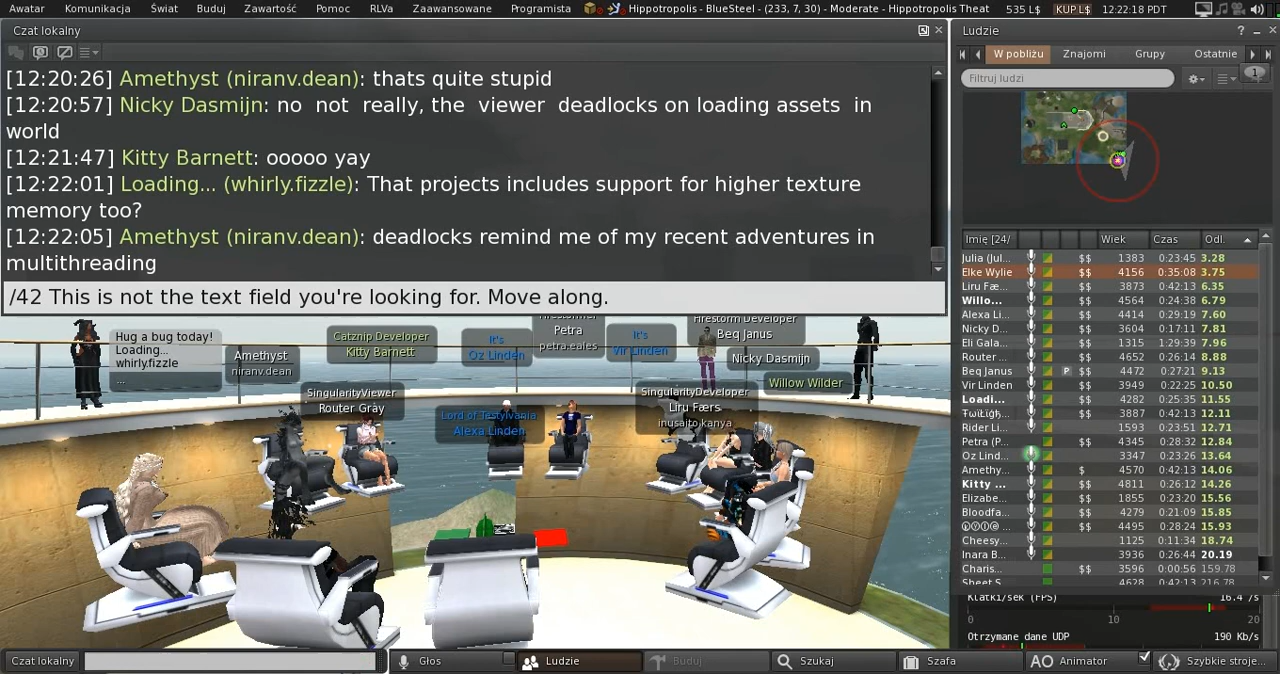 Awatar Komunikacja Świat Buduj Zawartość Pomoc RLVa Zaawansowane Programista Hippotropolis - BlueSteel - (233, 7, 30) - Moderate - Hippotropolis Theat 535 L$ KUP L$ 12:22:18 PDT
Czat lokalny
[12:20:26] Amethyst (niranv.dean): thats quite stupid
[12:20:57] Nicky Dasmijn: no not really, the viewer deadlocks on loading assets in
world
[12:21:47] Kitty Barnett: ooooo yay
[12:22:01] Loading... (whirly.fizzle): That projects includes support for higher texture
memory too?
[12:22:05] Amethyst (niranv.dean): deadlocks remind me of my recent adventures in
multithreading
/42 This is not the text field you're looking for. Move along.
Hug a bug today!
Loading...
whirly.fizzle
...
Amethyst
niranv.dean
Catznip Developer
Kitty Barnett
It's
Oz Linden
Petra
petra.eales
It's
Vir Linden
Firestorm Developer
Beq Janus
Nicky Dasmijn
Willow Wilder
SingularityViewer
Router Gray
Lord of Testylvania
Alexa Linden
SingularityDeveloper
Liru Færs
inusaito.kanya
Ludzie
W pobliżu Znajomi Grupy Ostatnie
1
Filtruj ludzi
Imię [24/ Wiek Czas Odl.
Julia (Jul... $$ 1383 0:23:45 3.28
Elke Wylie $$ 4156 0:35:08 3.75
Liru Fæ... $$ 3873 0:42:13 6.35
Willo... $$ 4564 0:24:38 6.79
Alexa Li... $$ 4414 0:29:19 7.60
Nicky D... $$ 3604 0:17:11 7.81
Eli Gala... $$ 1315 1:29:39 7.96
Router ... $$ 4652 0:26:14 8.88
Beq Janus P $$ 4472 0:27:21 9.13
Vir Linden $$ 3949 0:22:25 10.50
Loadi... $$ 4282 0:25:35 11.55
$$ 3887 0:42:13 12.11
Rider Li... 1593 0:23:51 12.71
Petra (P... $$ 4345 0:28:32 12.84
Oz Lind... 3347 0:23:26 13.64
Amethy... $ 4570 0:42:13 14.06
Kitty ... $$ 4811 0:26:12 14.26
Elizabe... 1855 0:23:20 15.56
Bloodfa... $$ 4279 0:21:09 15.85
$$ 4495 0:28:24 15.93
Cheesy... 1125 0:11:34 18.74
Inara B... 3936 0:26:44 20.19
Charis... $$ 3596 0:00:56 159.78
Sheet S... 4628 0:42:13 216.78
Klatki/sek (FPS) 16.4 /s
0 10 20
Otrzymane dane UDP 190 Kb/s
Czat lokalny Głos Ludzie Buduj Szukaj Szafa AO Animator Szybkie stroje...